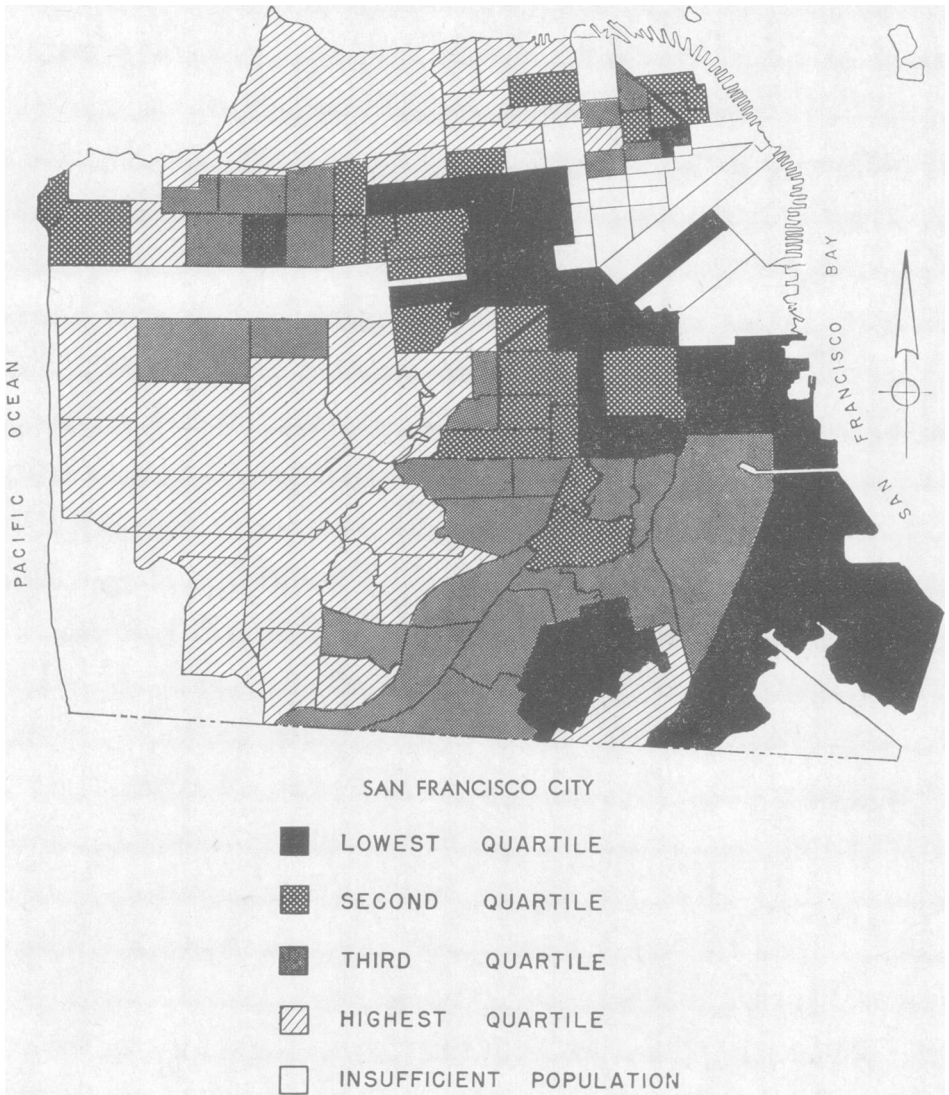 PACIFIC OCEAN
SAN FRANCISCO BAY
SAN FRANCISCO CITY
LOWEST QUARTILE
SECOND QUARTILE
THIRD QUARTILE
HIGHEST QUARTILE
INSUFFICIENT POPULATION